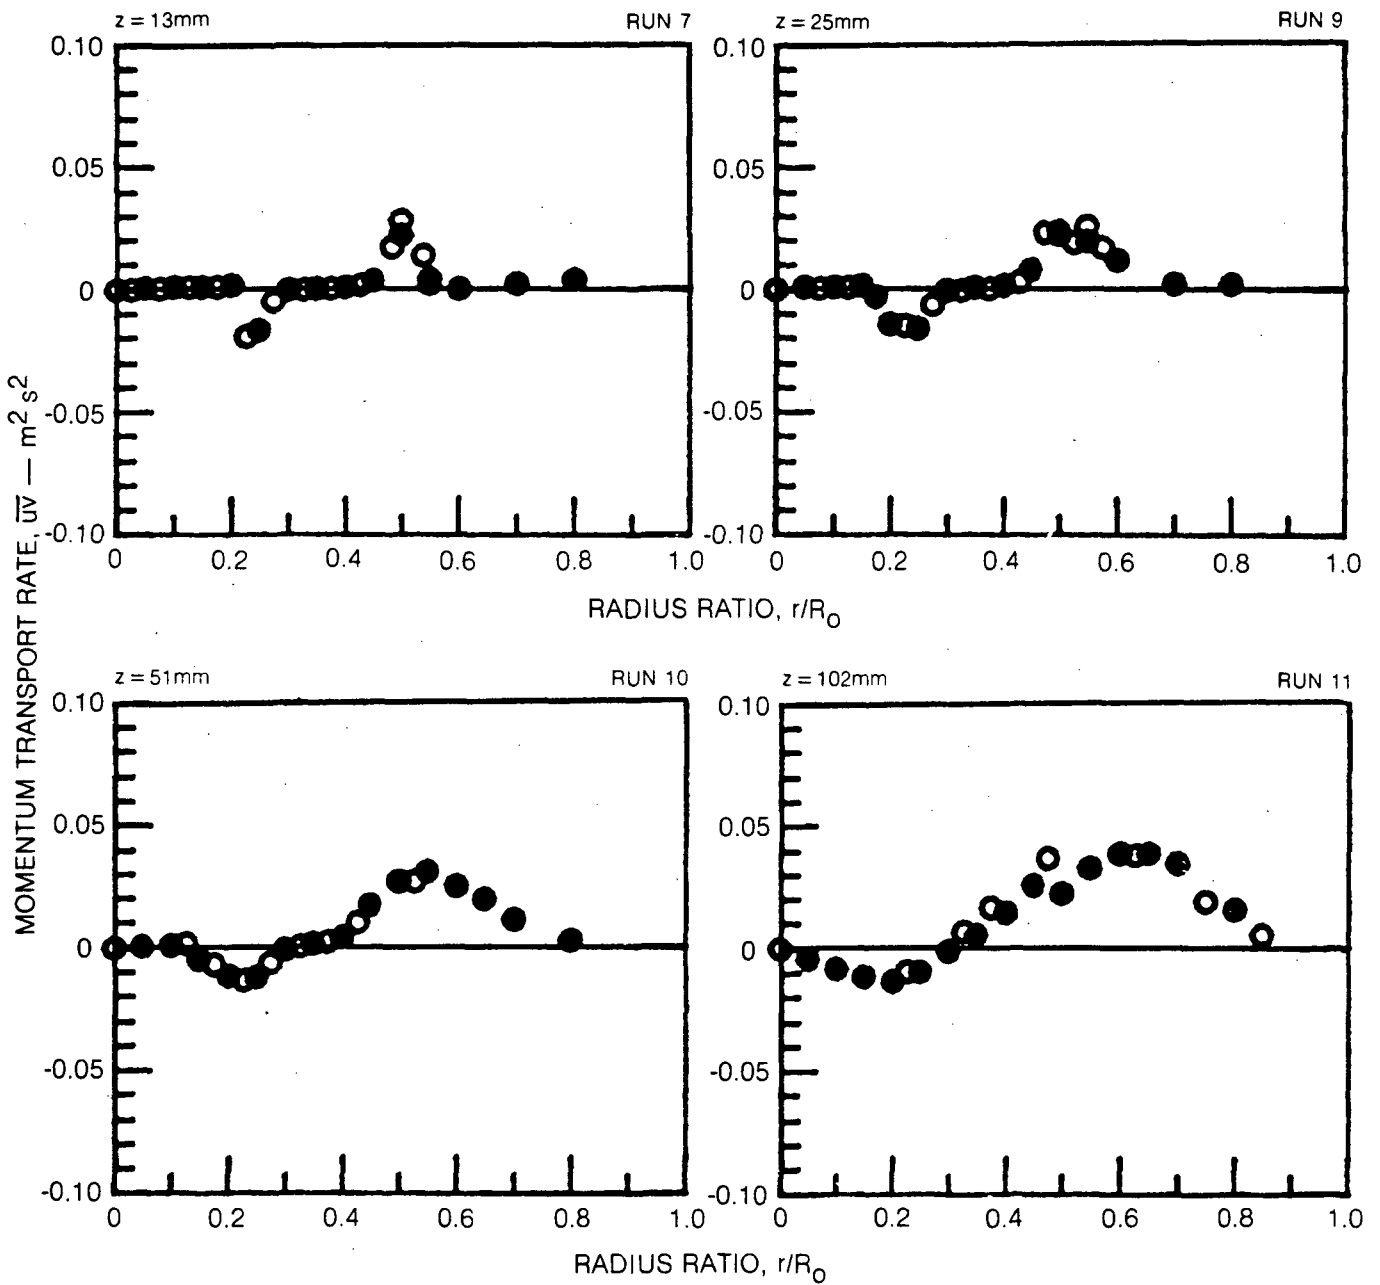 z = 13mm RUN 7
z = 25mm RUN 9
0.10
0.05
0
-0.05
-0.10
0 0.2 0.4 0.6 0.8 1.0
0.10
0.05
0
-0.05
-0.10
0 0.2 0.4 0.6 0.8 1.0
RADIUS RATIO, r/Ro
MOMENTUM TRANSPORT RATE, u̅v̅ — m² s²
z = 51mm RUN 10
z = 102mm RUN 11
0.10
0.05
0
-0.05
-0.10
0 0.2 0.4 0.6 0.8 1.0
0.10
0.05
0
-0.05
-0.10
0 0.2 0.4 0.6 0.8 1.0
RADIUS RATIO, r/Ro